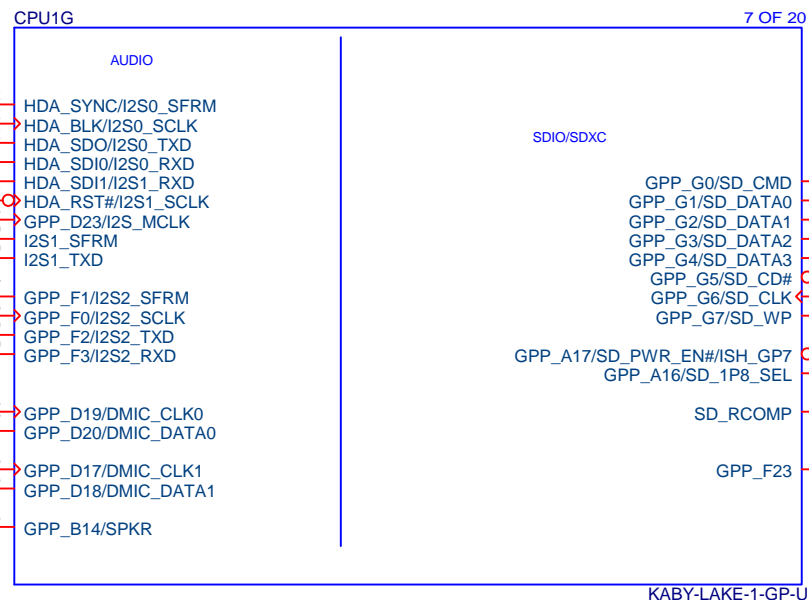 CPU1G
7 OF 20
AUDIO
HDA_SYNC/I2S0_SFRM
HDA_BLK/I2S0_SCLK
HDA_SDO/I2S0_TXD
HDA_SDI0/I2S0_RXD
HDA_SDI1/I2S1_RXD
HDA_RST#/I2S1_SCLK
GPP_D23/I2S_MCLK
I2S1_SFRM
I2S1_TXD
GPP_F1/I2S2_SFRM
GPP_F0/I2S2_SCLK
GPP_F2/I2S2_TXD
GPP_F3/I2S2_RXD
GPP_D19/DMIC_CLK0
GPP_D20/DMIC_DATA0
GPP_D17/DMIC_CLK1
GPP_D18/DMIC_DATA1
GPP_B14/SPKR
SDIO/SDXC
GPP_G0/SD_CMD
GPP_G1/SD_DATA0
GPP_G2/SD_DATA1
GPP_G3/SD_DATA2
GPP_G4/SD_DATA3
GPP_G5/SD_CD#
GPP_G6/SD_CLK
GPP_G7/SD_WP
GPP_A17/SD_PWR_EN#/ISH_GP7
GPP_A16/SD_1P8_SEL
SD_RCOMP
GPP_F23
KABY-LAKE-1-GP-U